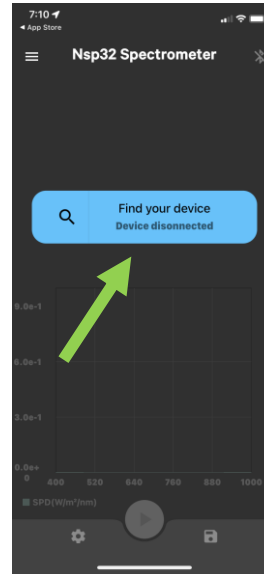 7:10
◀ App Store
Nsp32 Spectrometer
Find your device
Device disonnected
9.0e-1
6.0e-1
3.0e-1
0.0e+
0
400 520 640 760 880 1000
SPD(W/m²/nm)